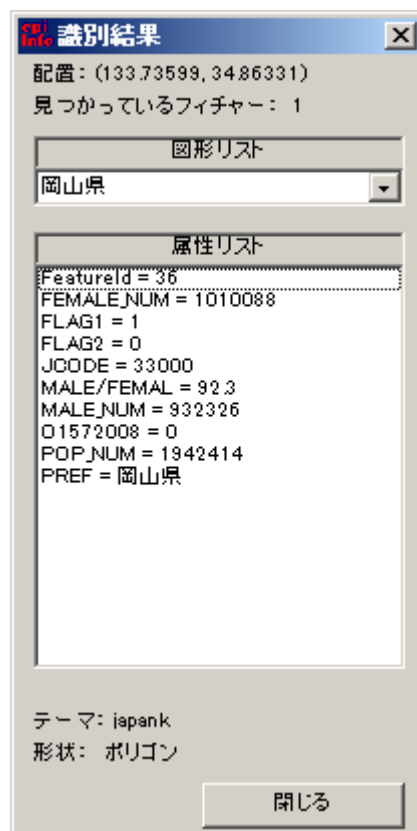 epi info 識別結果
配置: (133.73599, 34.86331)
見つかっているフィチャー: 1
図形リスト
岡山県
属性リスト
FeatureId = 36
FEMALE_NUM = 1010088
FLAG1 = 1
FLAG2 = 0
JCODE = 33000
MALE/FEMAL = 92.3
MALE_NUM = 932326
O1572008 = 0
POP_NUM = 1942414
PREF = 岡山県
テーマ: japank
形状: ポリゴン
閉じる